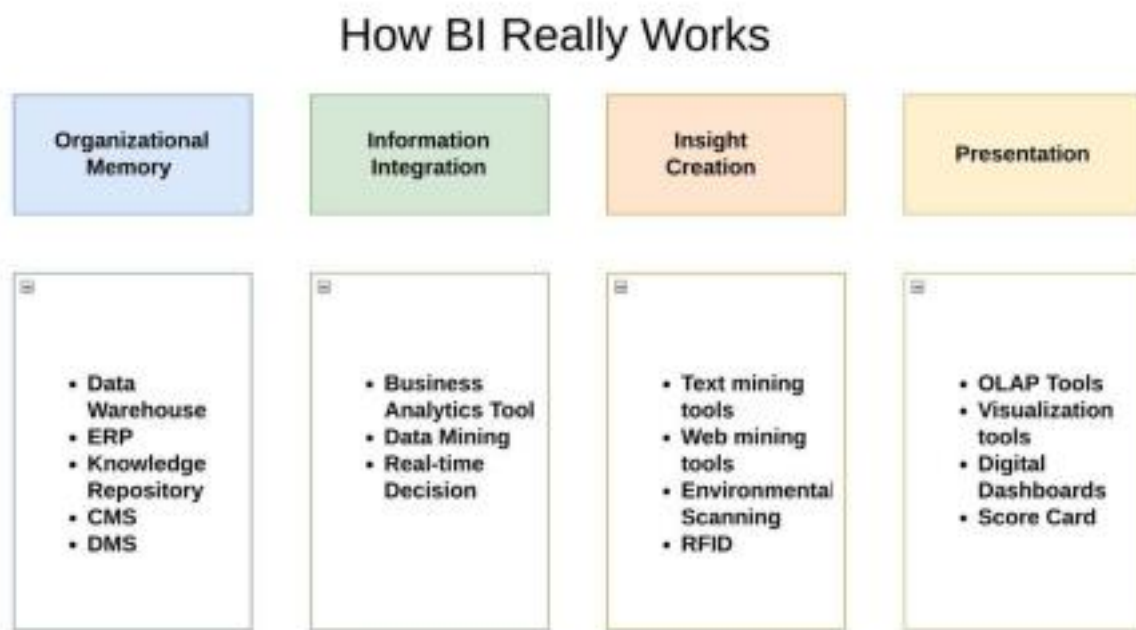 How BI Really Works
Organizational
Memory
Information
Integration
Insight
Creation
Presentation
• Data
Warehouse
• ERP
• Knowledge
Repository
• CMS
• DMS
• Business
Analytics Tool
• Data Mining
• Real-time
Decision
• Text mining
tools
• Web mining
tools
• Environmental
Scanning
• RFID
• OLAP Tools
• Visualization
tools
• Digital
Dashboards
• Score Card